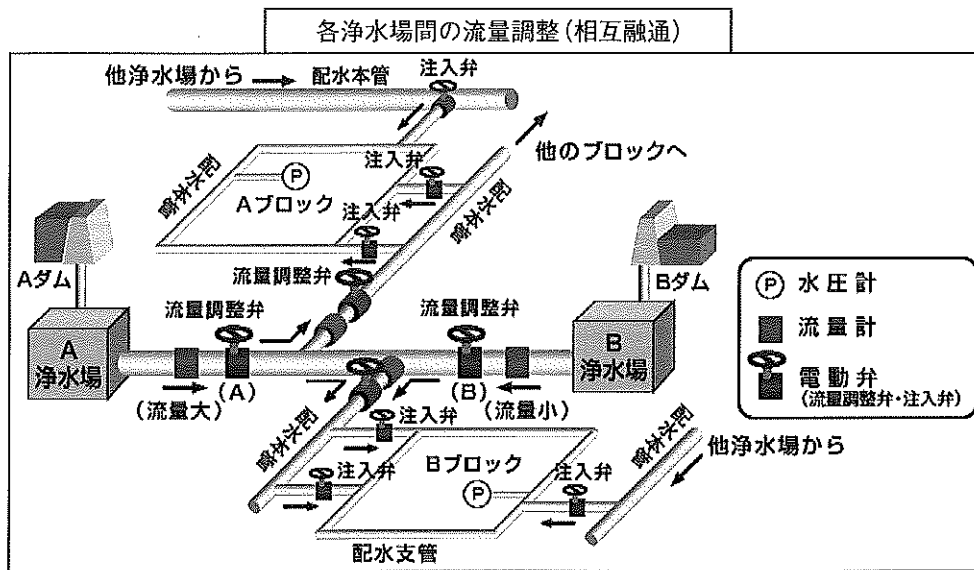 各浄水場間の流量調整(相互融通)
他浄水場から
配水本管
注入弁
他のブロックへ
配水本管
P
Aブロック
注入弁
注入弁
配水本管
流量調整弁
Aダム
Bダム
流量調整弁
流量調整弁
A
浄水場
B
浄水場
(A)
(B)
(流量大)
(流量小)
P 水圧計
流量計
電動弁
(流量調整弁・注入弁)
配水本管
注入弁
注入弁
Bブロック
P
注入弁
配水本管
他浄水場から
配水支管